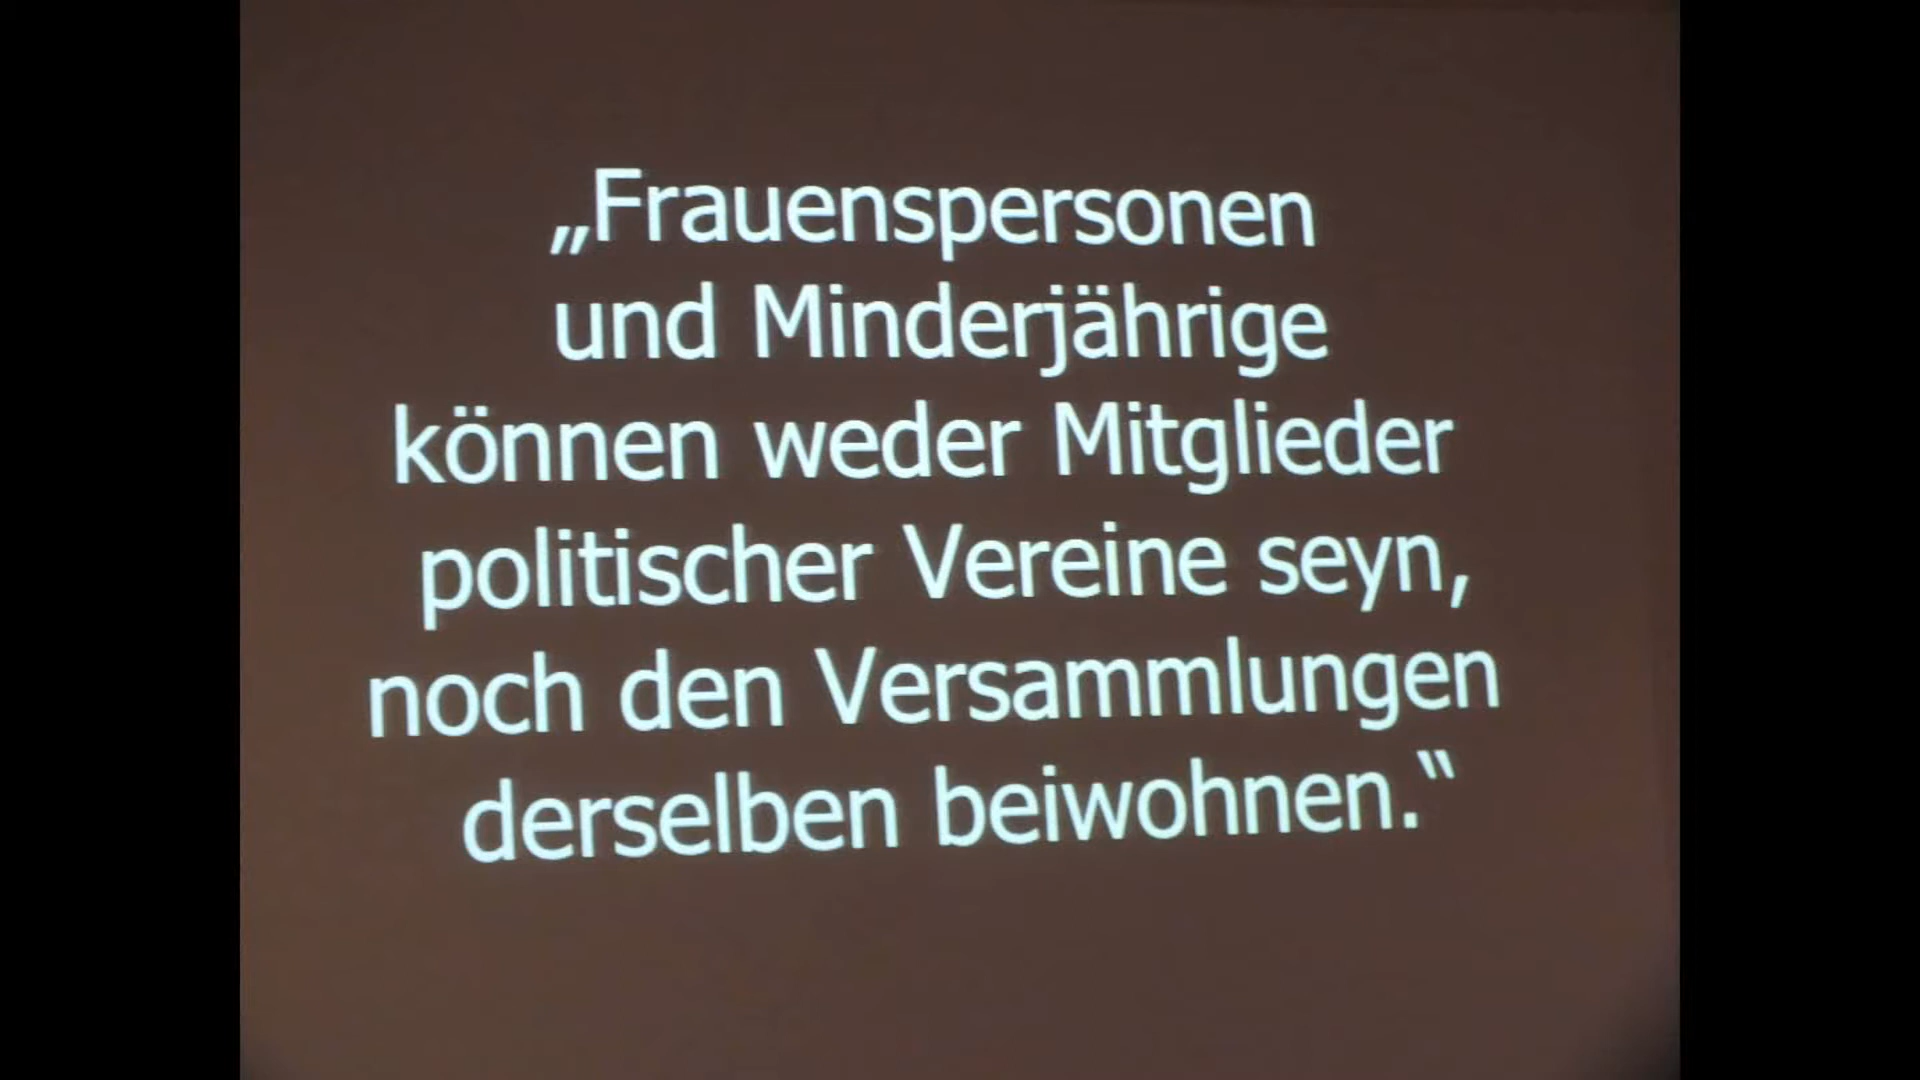 „Frauenspersonen
und Minderjährige
können weder Mitglieder
politischer Vereine seyn,
noch den Versammlungen
derselben beiwohnen.“